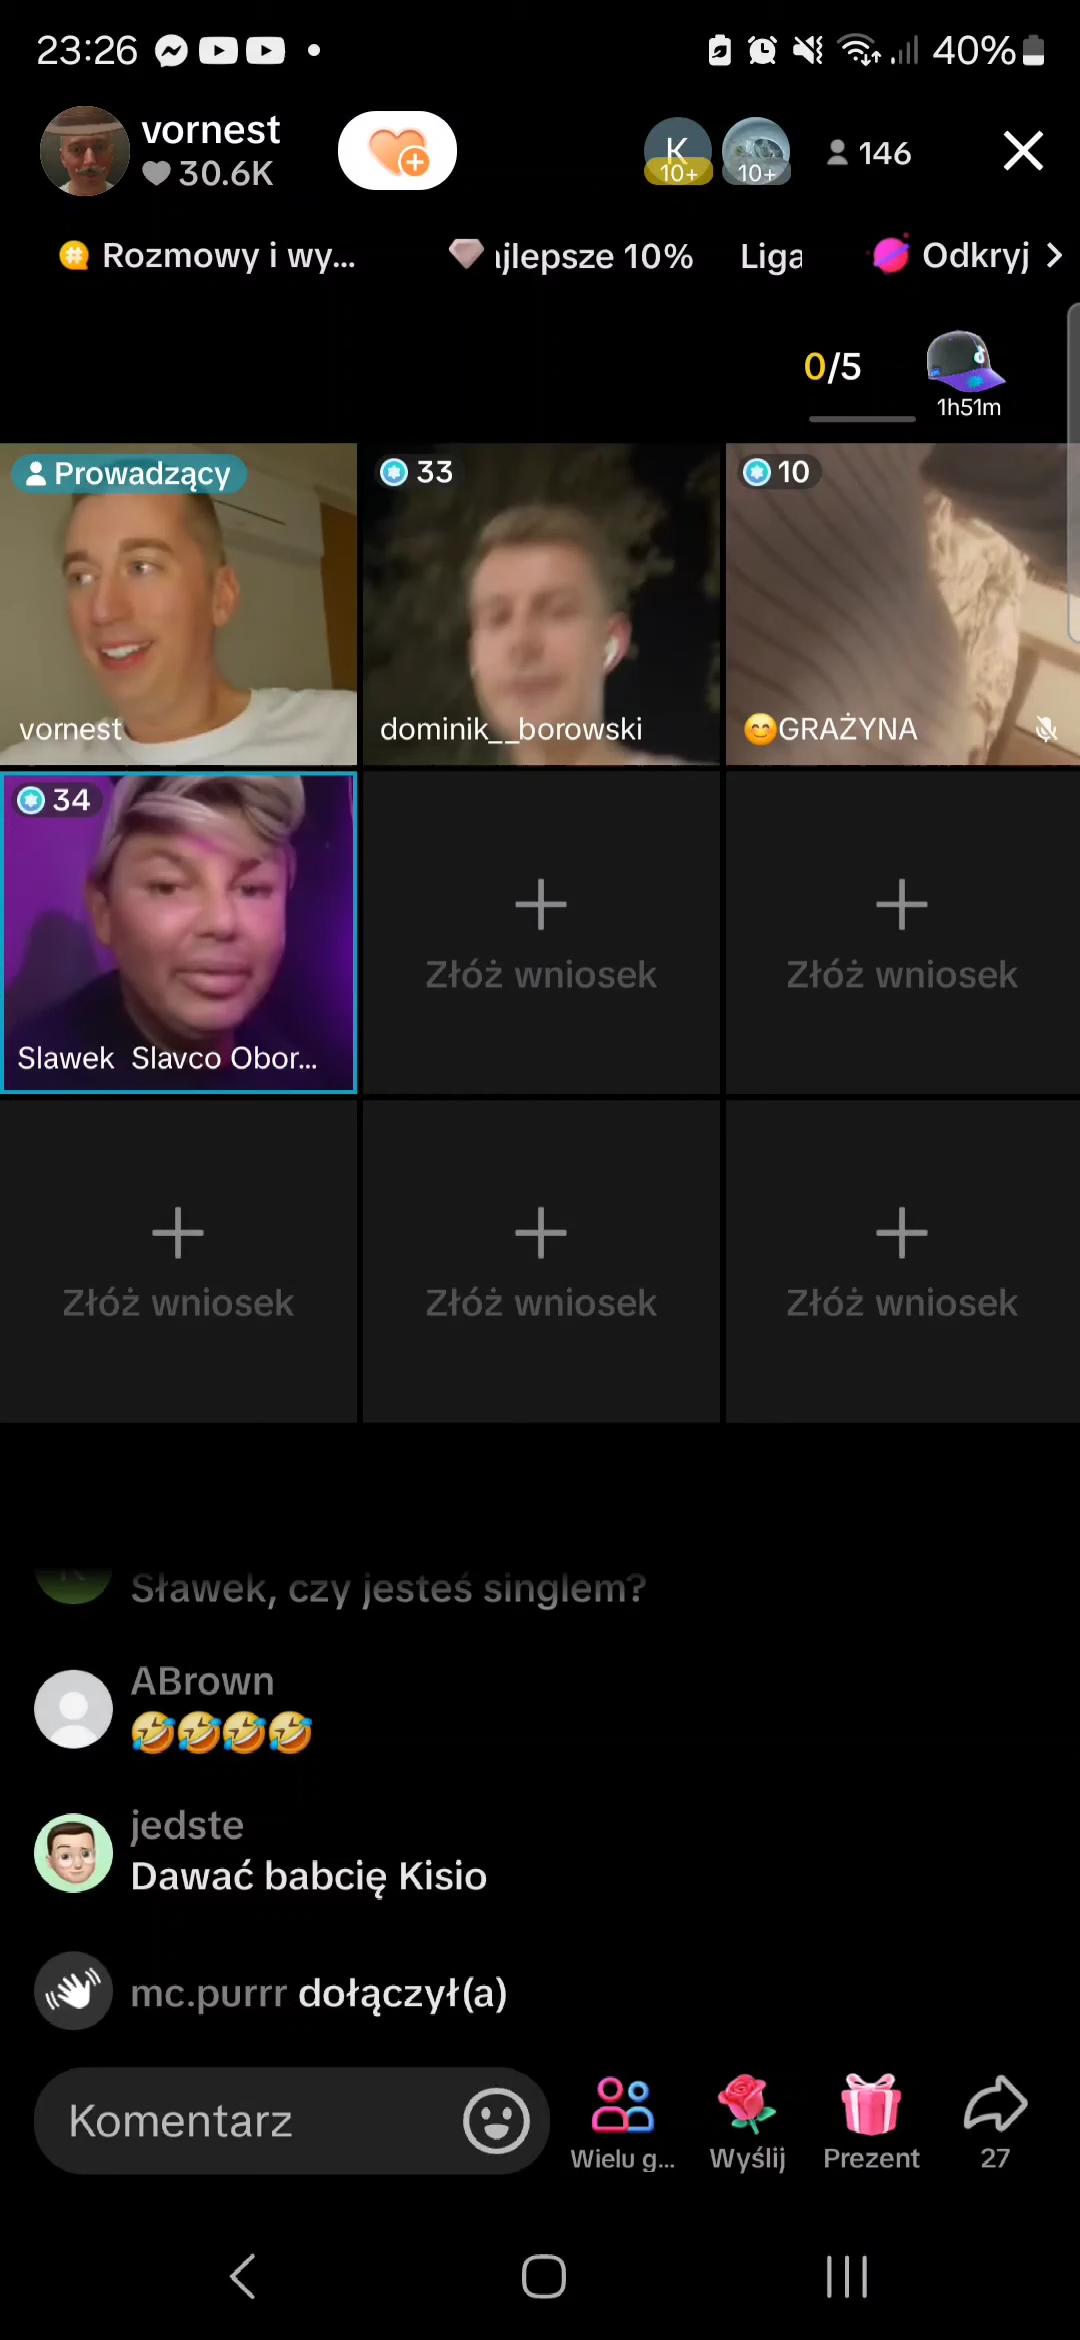 23:26
40%
vornest
30.6K
K
10+
10+
146
Rozmowy i wy...
ajlepsze 10%
Liga
Odkryj
0/5
1h51m
Prowadzący
33
10
vornest
dominik__borowski
😊GRAŻYNA
34
Slawek Slavco Obor...
Złóż wniosek
Złóż wniosek
Złóż wniosek
Złóż wniosek
Złóż wniosek
Sławek, czy jesteś singlem?
ABrown
🤣🤣🤣🤣
jedste
Dawać babcię Kisio
mc.purrr dołączył(a)
Komentarz
Wielu g...
Wyślij
Prezent
27